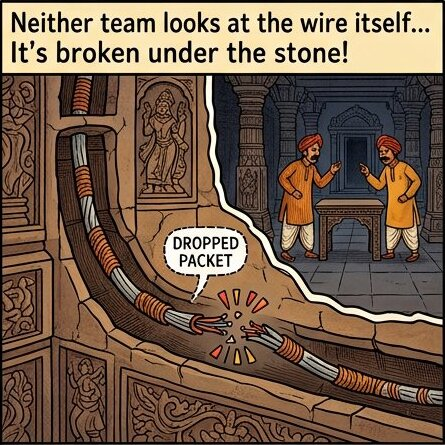 Neither team looks at the wire itself...
It's broken under the stone!
DROPPED
PACKET